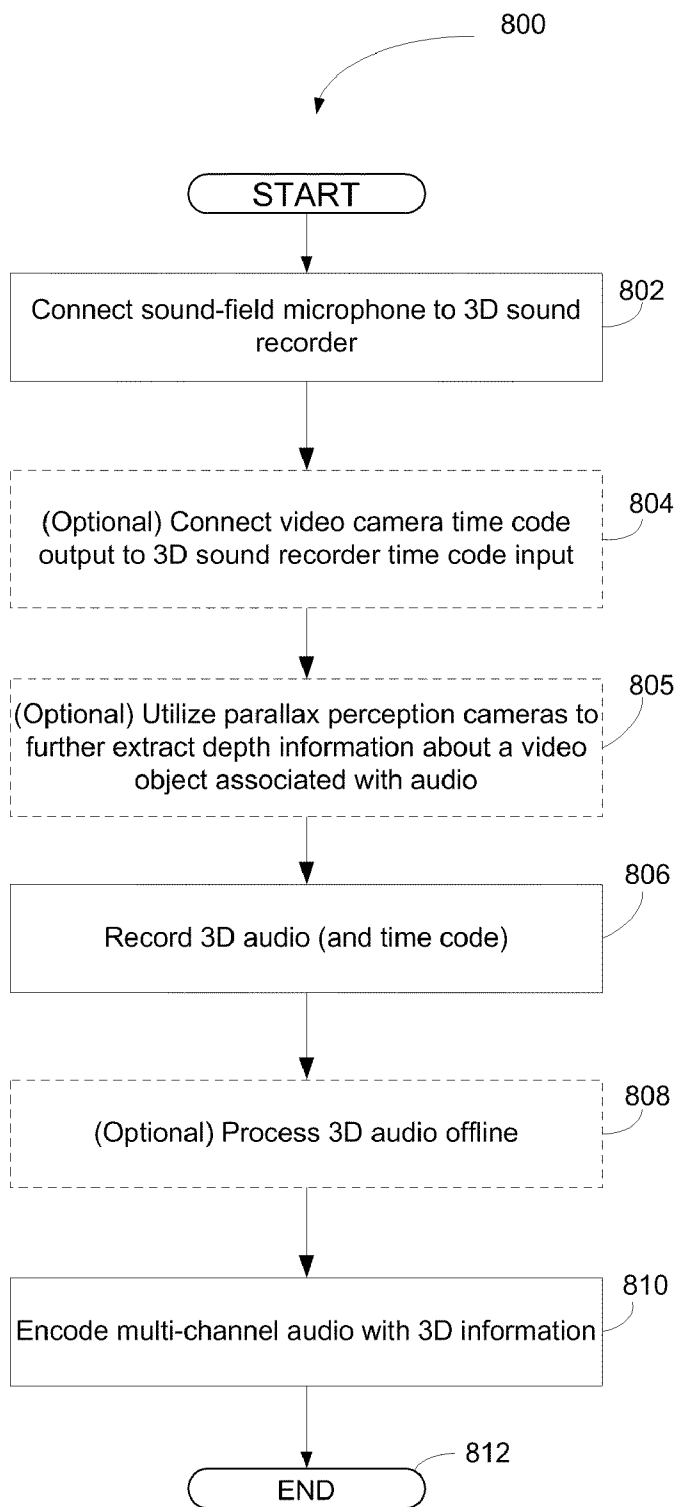 800
START
Connect sound-field microphone to 3D sound
recorder
802
(Optional) Connect video camera time code
output to 3D sound recorder time code input
804
(Optional) Utilize parallax perception cameras to
further extract depth information about a video
object associated with audio
805
Record 3D audio (and time code)
806
(Optional) Process 3D audio offline
808
Encode multi-channel audio with 3D information
810
END
812